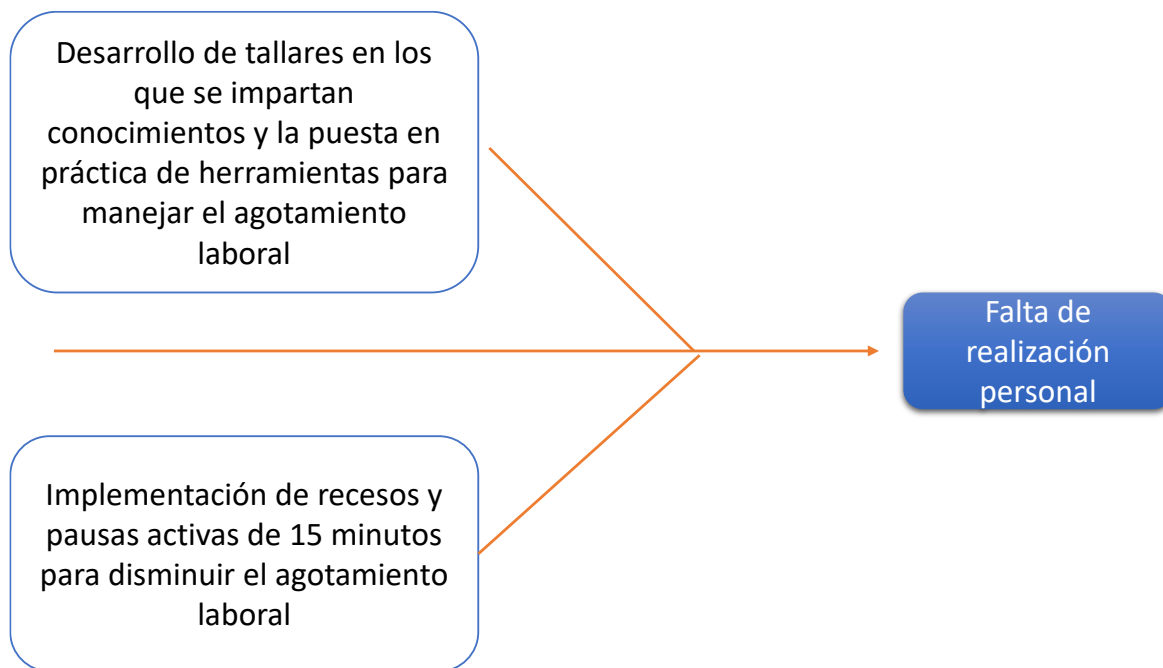 Desarrollo de tallares en los
que se impartan
conocimientos y la puesta en
práctica de herramientas para
manejar el agotamiento
laboral
Falta de
realización
personal
Implementación de recesos y
pausas activas de 15 minutos
para disminuir el agotamiento
laboral